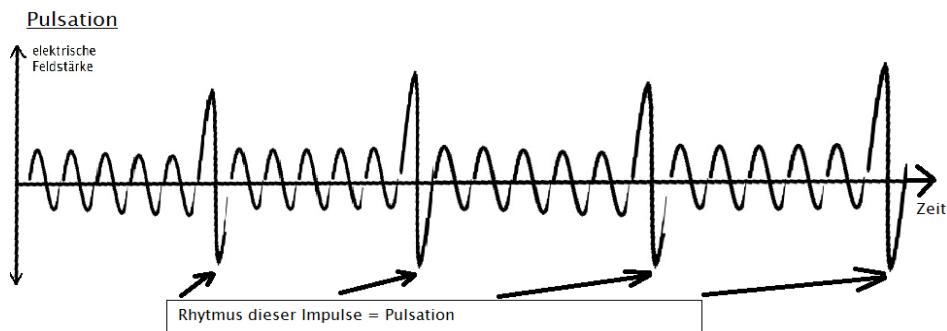 Pulsation
elektrische
Feldstärke
Zeit
Rhytmus dieser Impulse = Pulsation